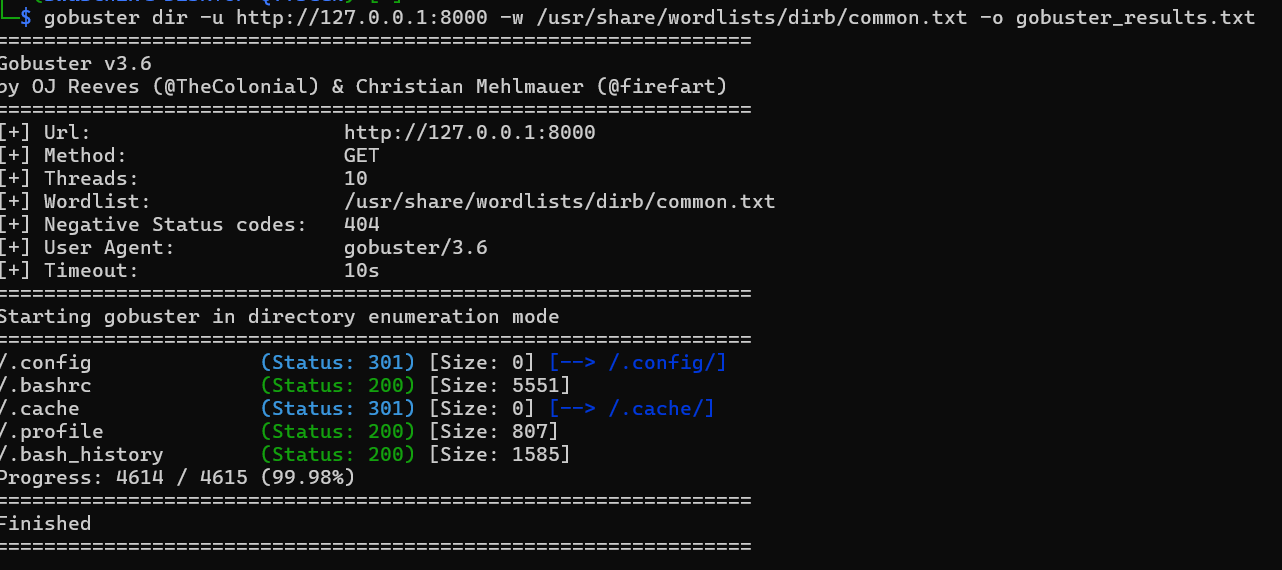 $ gobuster dir -u http://127.0.0.1:8000 -w /usr/share/wordlists/dirb/common.txt -o gobuster_results.txt
===============================================================
Gobuster v3.6
by OJ Reeves (@TheColonial) & Christian Mehlmauer (@firefart)
===============================================================
[+] Url:                     http://127.0.0.1:8000
[+] Method:                  GET
[+] Threads:                 10
[+] Wordlist:                /usr/share/wordlists/dirb/common.txt
[+] Negative Status codes:   404
[+] User Agent:              gobuster/3.6
[+] Timeout:                 10s
===============================================================
Starting gobuster in directory enumeration mode
===============================================================
/.config              (Status: 301) [Size: 0] [--> /.config/]
/.bashrc              (Status: 200) [Size: 5551]
/.cache               (Status: 301) [Size: 0] [--> /.cache/]
/.profile             (Status: 200) [Size: 807]
/.bash_history        (Status: 200) [Size: 1585]
Progress: 4614 / 4615 (99.98%)
===============================================================
Finished
===============================================================